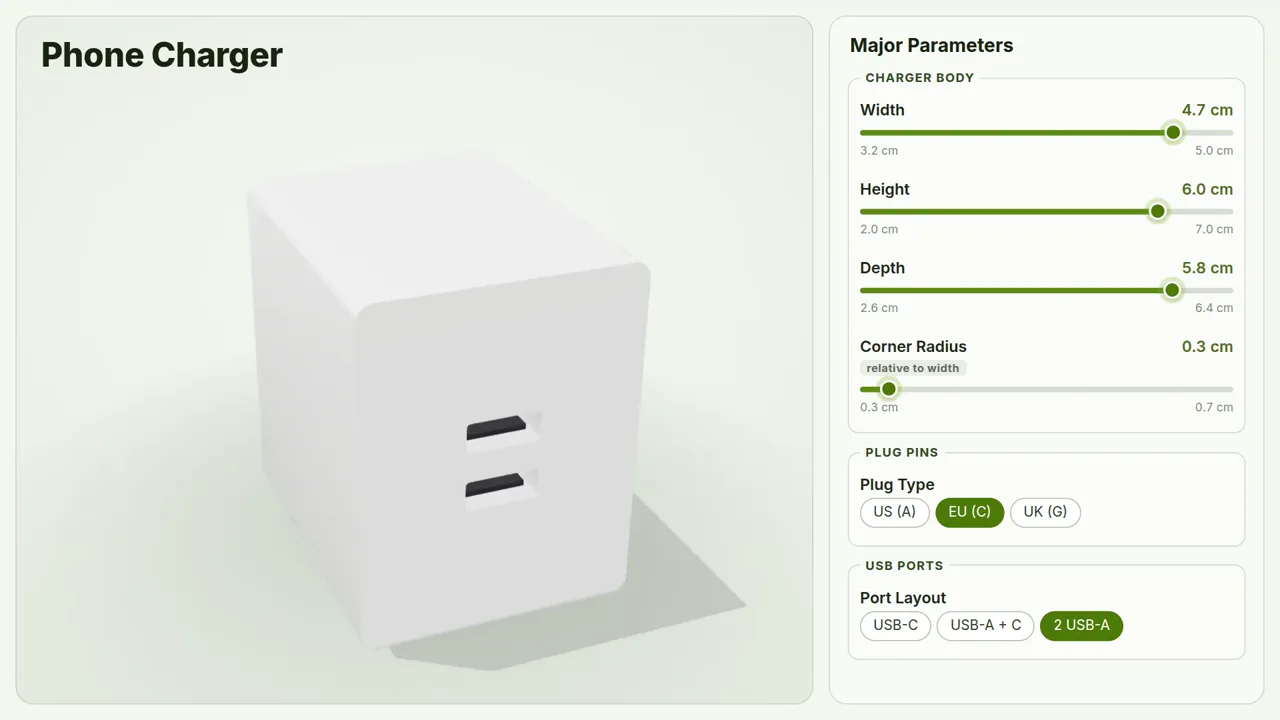 Phone Charger
Major Parameters
CHARGER BODY
Width 4.7 cm
3.2 cm 5.0 cm
Height 6.0 cm
2.0 cm 7.0 cm
Depth 5.8 cm
2.6 cm 6.4 cm
Corner Radius 0.3 cm
relative to width
0.3 cm 0.7 cm
PLUG PINS
Plug Type
US (A) EU (C) UK (G)
USB PORTS
Port Layout
USB-C USB-A + C 2 USB-A